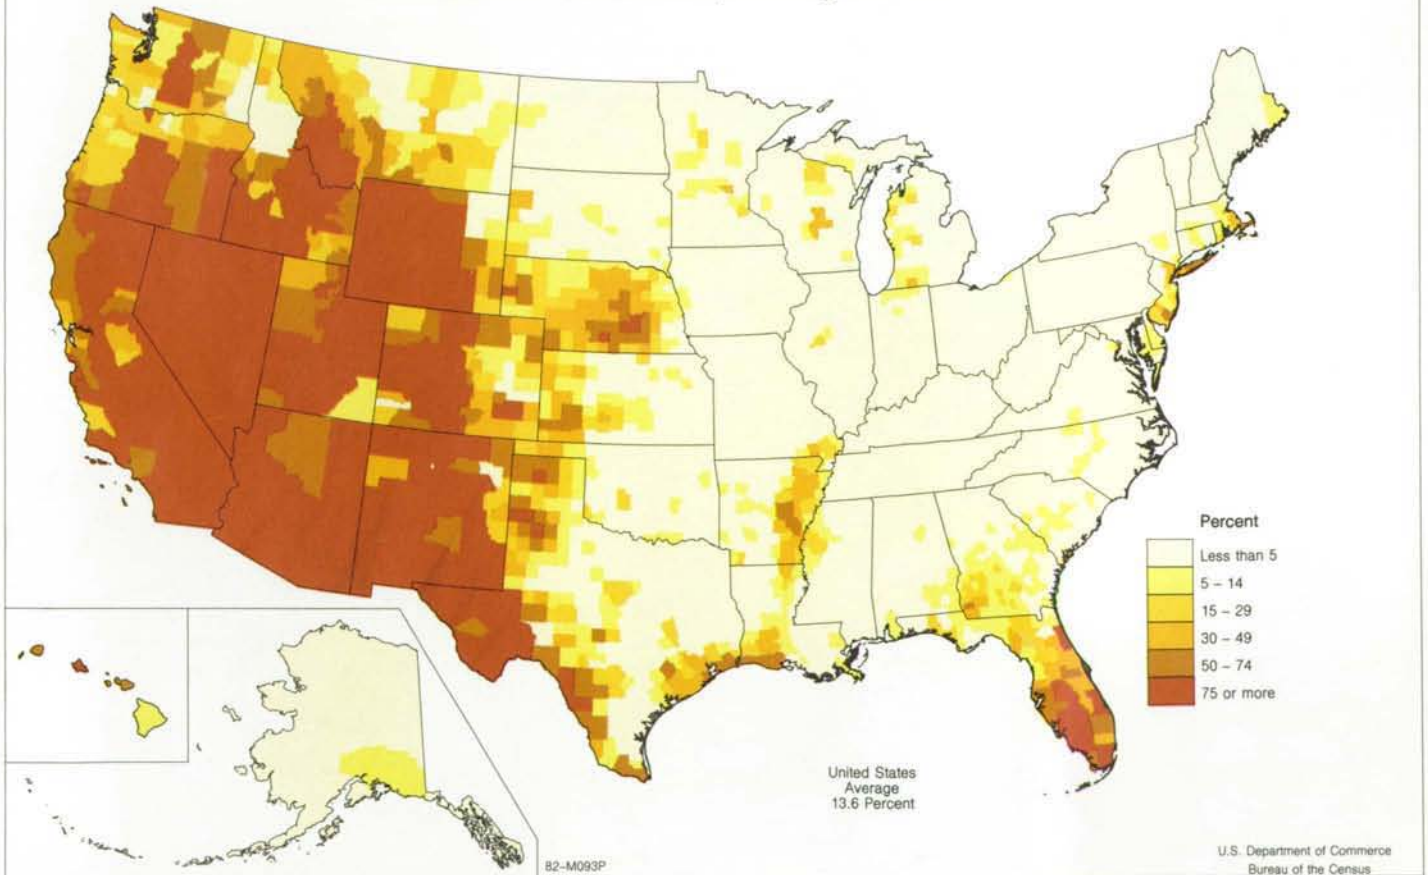 Percent
Less than 5
5 – 14
15 – 29
30 – 49
50 – 74
75 or more
United States
Average
13.6 Percent
82–M093P
U.S. Department of Commerce
Bureau of the Census